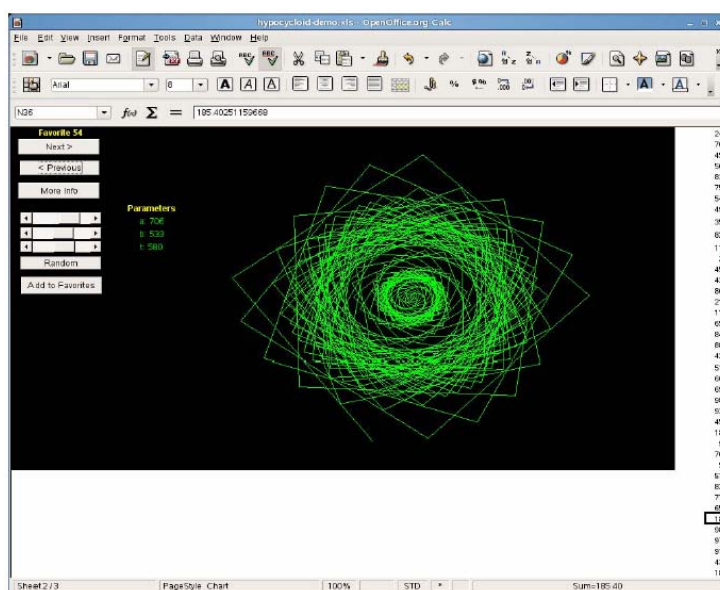 hypocycloid-demo.xls - OpenOffice.org Calc
File Edit View Insert Format Tools Data Window Help
Arial 8
N36 f(x) Σ = 185.40251159668
Favorite 54
Next >
< Previous
More Info
Parameters
a: 706
b: 533
t: 580
Random
Add to Favorites
Sheet 2 / 3 PageStyle_Chart 100% STD * Sum=185.40